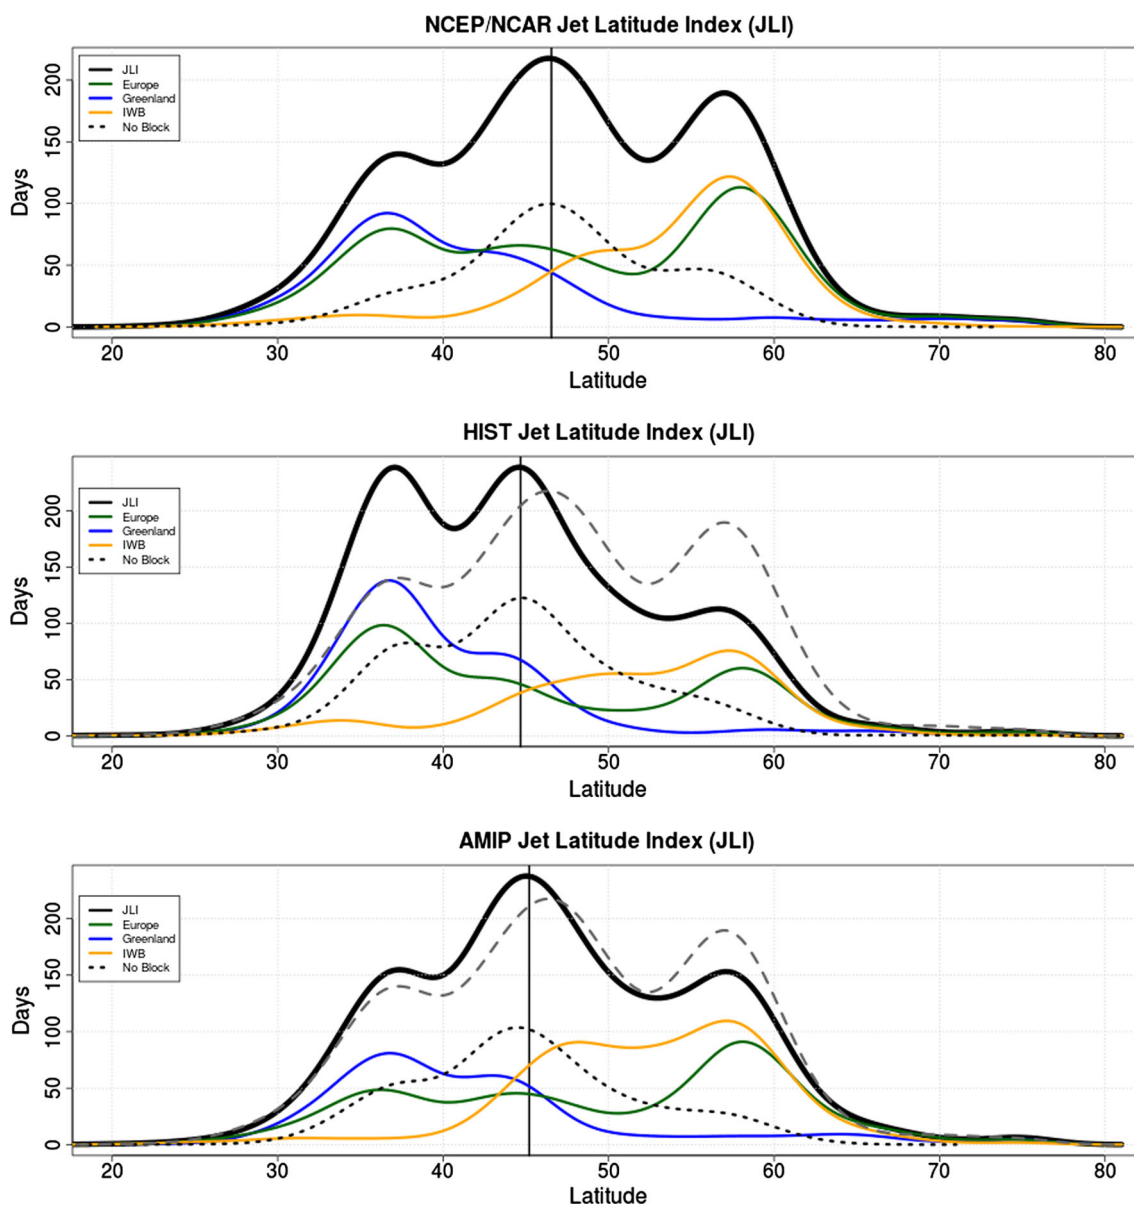 NCEP/NCAR Jet Latitude Index (JLI)
Days
200
150
100
50
0
JLI
Europe
Greenland
IWB
No Block
20 30 40 50 60 70 80
Latitude
HIST Jet Latitude Index (JLI)
Days
200
150
100
50
0
JLI
Europe
Greenland
IWB
No Block
20 30 40 50 60 70 80
Latitude
AMIP Jet Latitude Index (JLI)
Days
200
150
100
50
0
JLI
Europe
Greenland
IWB
No Block
20 30 40 50 60 70 80
Latitude